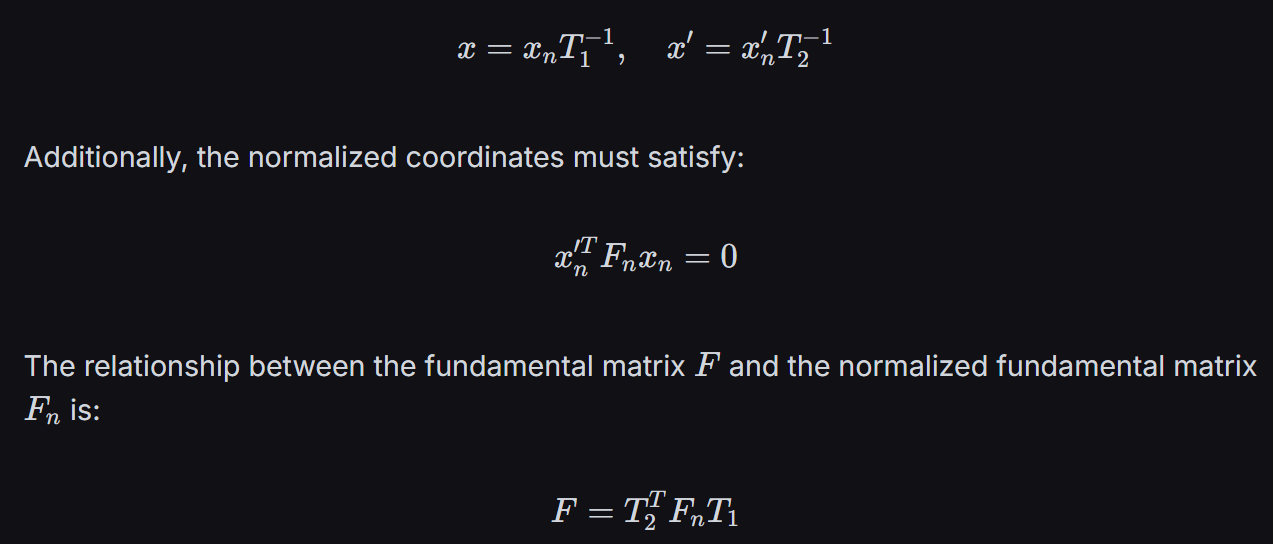 x = x_n T_1^{-1}, x' = x'_n T_2^{-1}
Additionally, the normalized coordinates must satisfy:
x_n'^T F_n x_n = 0
The relationship between the fundamental matrix F and the normalized fundamental matrix
F_n is:
F = T_2^T F_n T_1